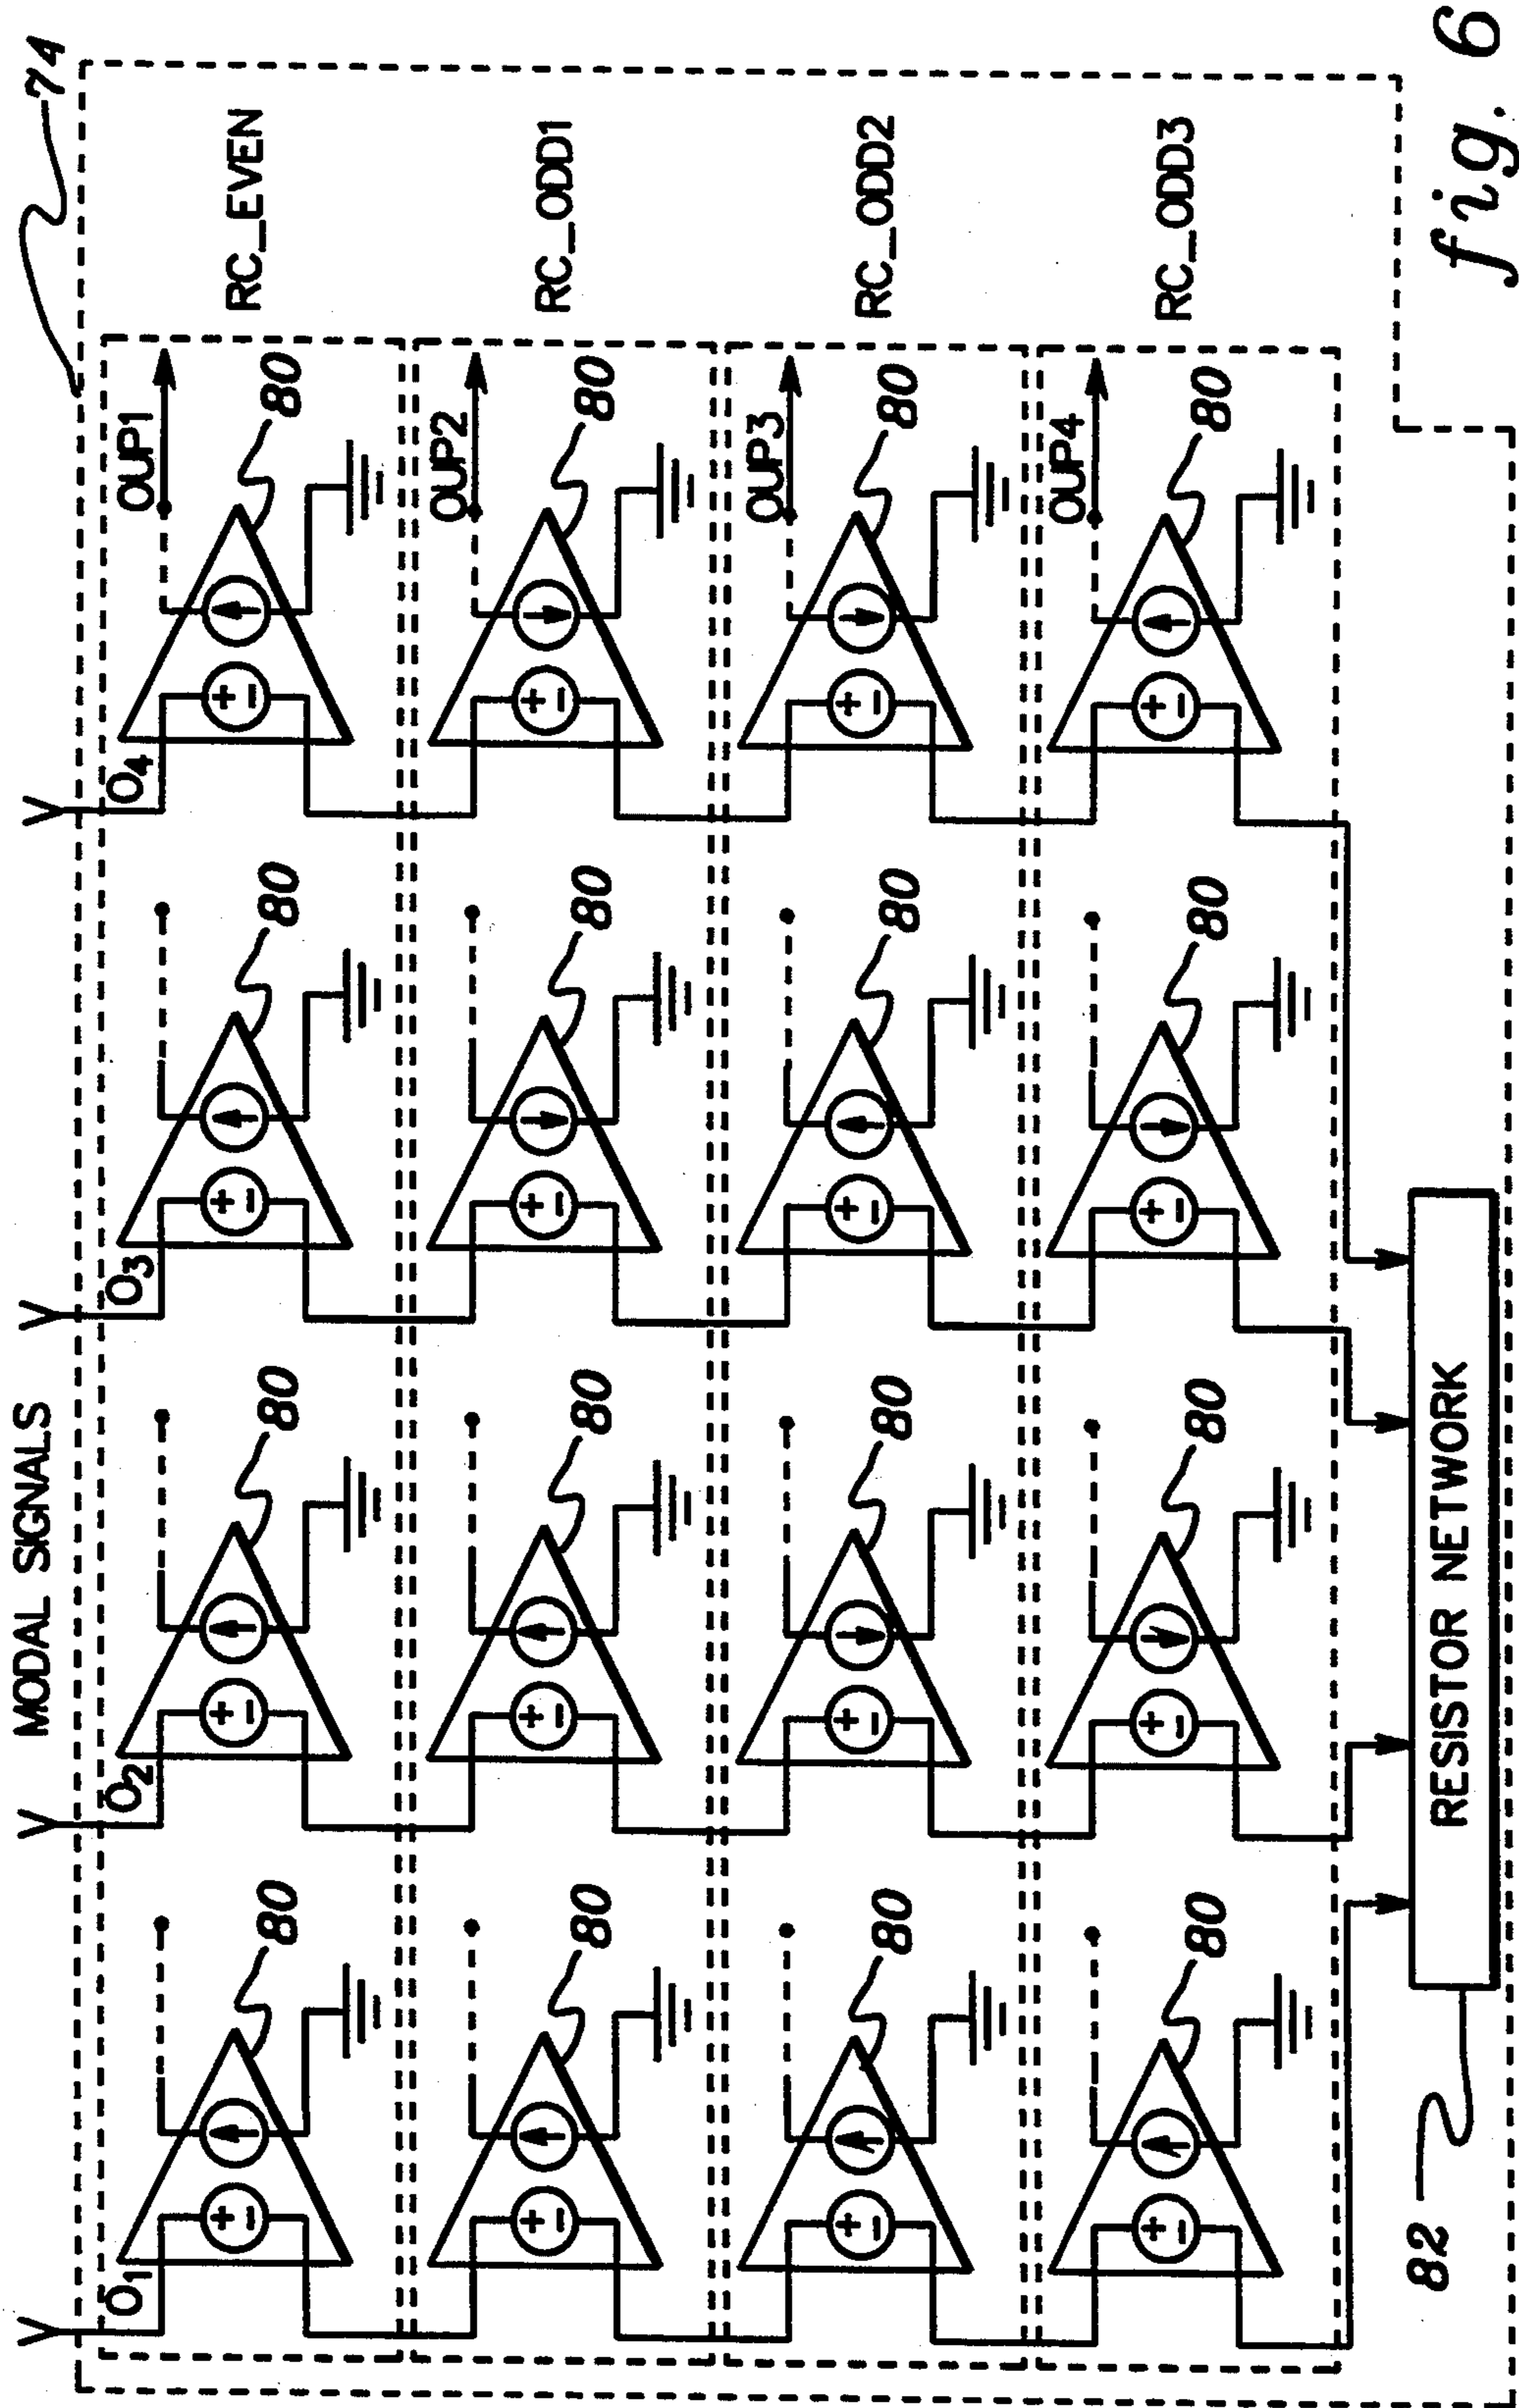 74
MODAL SIGNALS
O1
O2
O3
O4
OUP1
80
80
80
80
RC_EVEN
OUP2
80
80
80
80
RC_ODD1
OUP3
80
80
80
80
RC_ODD2
OUP4
80
80
80
80
RC_ODD3
82
RESISTOR NETWORK
fig. 6